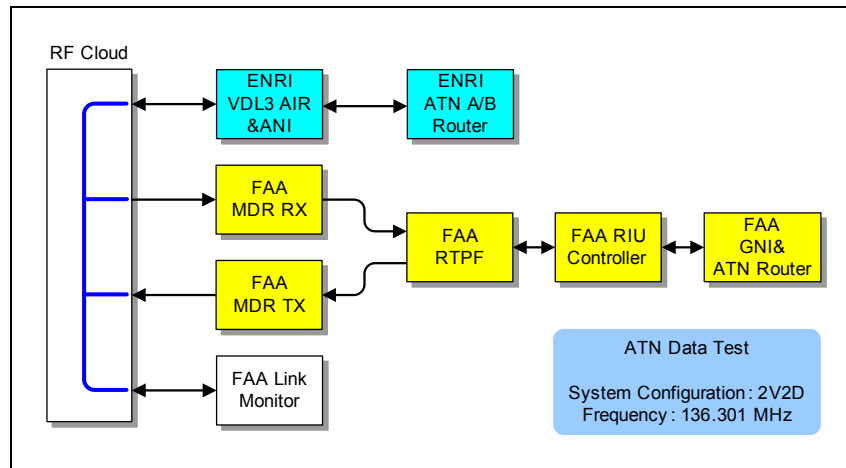 RF Cloud
ENRI
VDL3 AIR
&ANI
ENRI
ATN A/B
Router
FAA
MDR RX
FAA
RTPF
FAA RIU
Controller
FAA
GNI&
ATN Router
FAA
MDR TX
FAA Link
Monitor
ATN Data Test
System Configuration : 2V2D
Frequency : 136.301 MHz